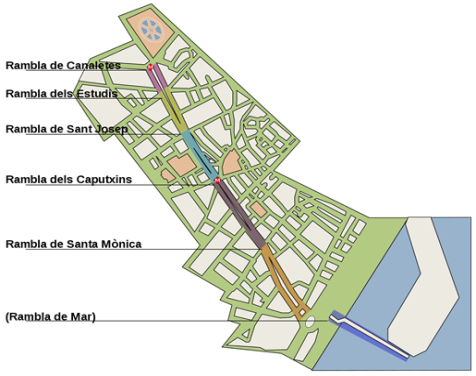 Rambla de Canaletes
Rambla dels Estudis
Rambla de Sant Josep
Rambla dels Caputxins
Rambla de Santa Mònica
(Rambla de Mar)